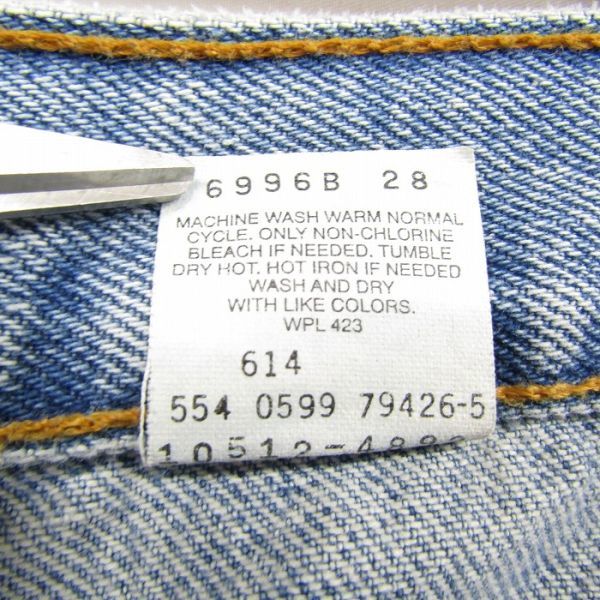 6996B 28
MACHINE WASH WARM NORMAL
CYCLE. ONLY NON-CHLORINE
BLEACH IF NEEDED. TUMBLE
DRY HOT. HOT IRON IF NEEDED
WASH AND DRY
WITH LIKE COLORS.
WPL 423
614
554 0599 79426-5